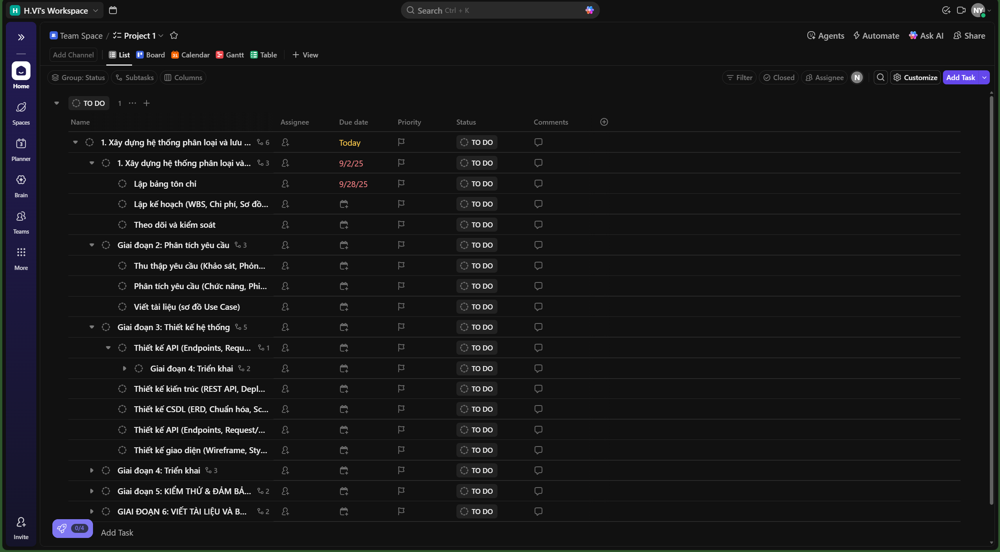 H H.Vĩ's Workspace
Search Ctrl + K
NY
Team Space / Project 1
Agents Automate Ask AI Share
Add Channel List Board 31 Calendar Gantt Table + View
Group: Status Subtasks Columns
Filter Closed Assignee N Customize Add Task
Home
Spaces
3
Planner
Brain
Teams
More
Invite
TO DO 1 ... +
Name Assignee Due date Priority Status Comments
1. Xây dựng hệ thống phân loại và lưu ... 6 Today TO DO
1. Xây dựng hệ thống phân loại và... 3 9/2/25 TO DO
Lập bảng tôn chỉ 9/28/25 TO DO
Lập kế hoạch (WBS, Chi phí, Sơ đồ... TO DO
Theo dõi và kiểm soát TO DO
Giai đoạn 2: Phân tích yêu cầu 3 TO DO
Thu thập yêu cầu (Khảo sát, Phỏn... TO DO
Phân tích yêu cầu (Chức năng, Phi... TO DO
Viết tài liệu (sơ đồ Use Case) TO DO
Giai đoạn 3: Thiết kế hệ thống 5 TO DO
Thiết kế API (Endpoints, Requ... 1 TO DO
Giai đoạn 4: Triển khai 2 TO DO
Thiết kế kiến trúc (REST API, Depl... TO DO
Thiết kế CSDL (ERD, Chuẩn hóa, Sc... TO DO
Thiết kế API (Endpoints, Request/... TO DO
Thiết kế giao diện (Wireframe, Sty... TO DO
Giai đoạn 4: Triển khai 3 TO DO
Giai đoạn 5: KIỂM THỬ & ĐẢM BẢ... 2 TO DO
GIAI ĐOẠN 6: VIẾT TÀI LIỆU VÀ B... 2 TO DO
0/4 Add Task